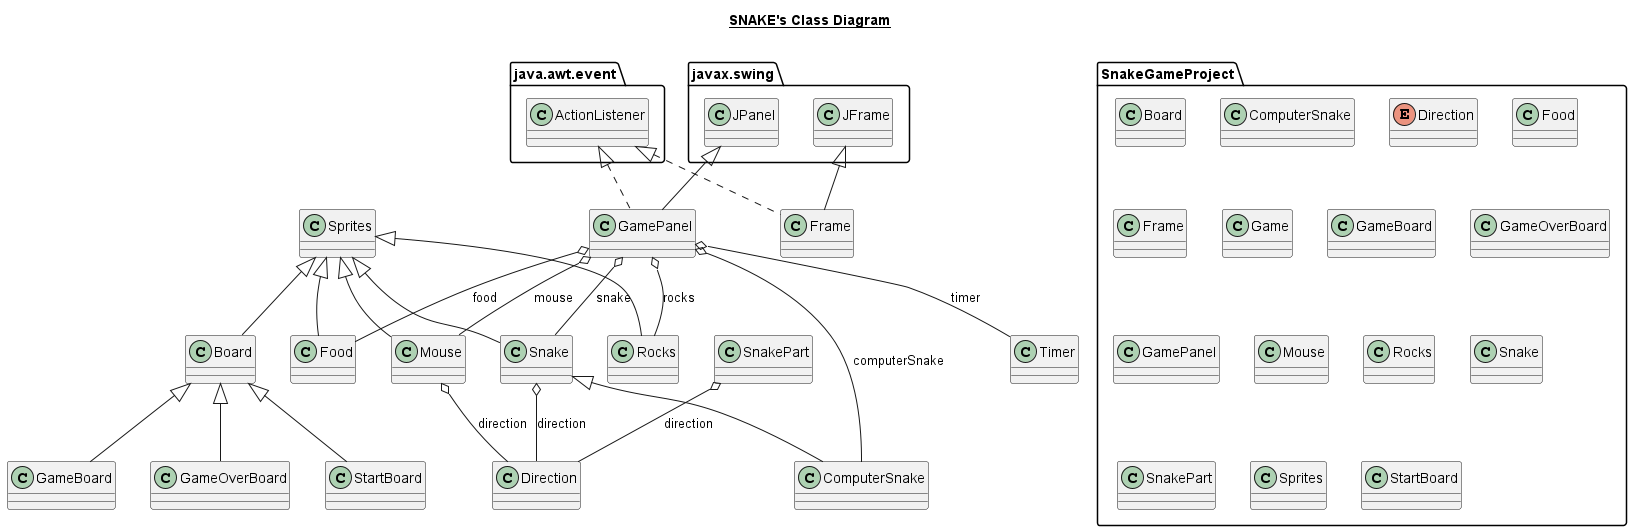 SNAKE's Class Diagram
java.awt.event
javax.swing
SnakeGameProject
C ActionListener
C JPanel
C JFrame
C Board
C ComputerSnake
E Direction
C Food
C Sprites
C GamePanel
C Frame
C Frame
C Game
C GameBoard
C GameOverBoard
food
mouse
snake
rocks
timer
C Board
C Food
C Mouse
C Snake
C Rocks
C SnakePart
computerSnake
C Timer
C GamePanel
C Mouse
C Rocks
C Snake
direction
direction
direction
C GameBoard
C GameOverBoard
C StartBoard
C Direction
C ComputerSnake
C SnakePart
C Sprites
C StartBoard